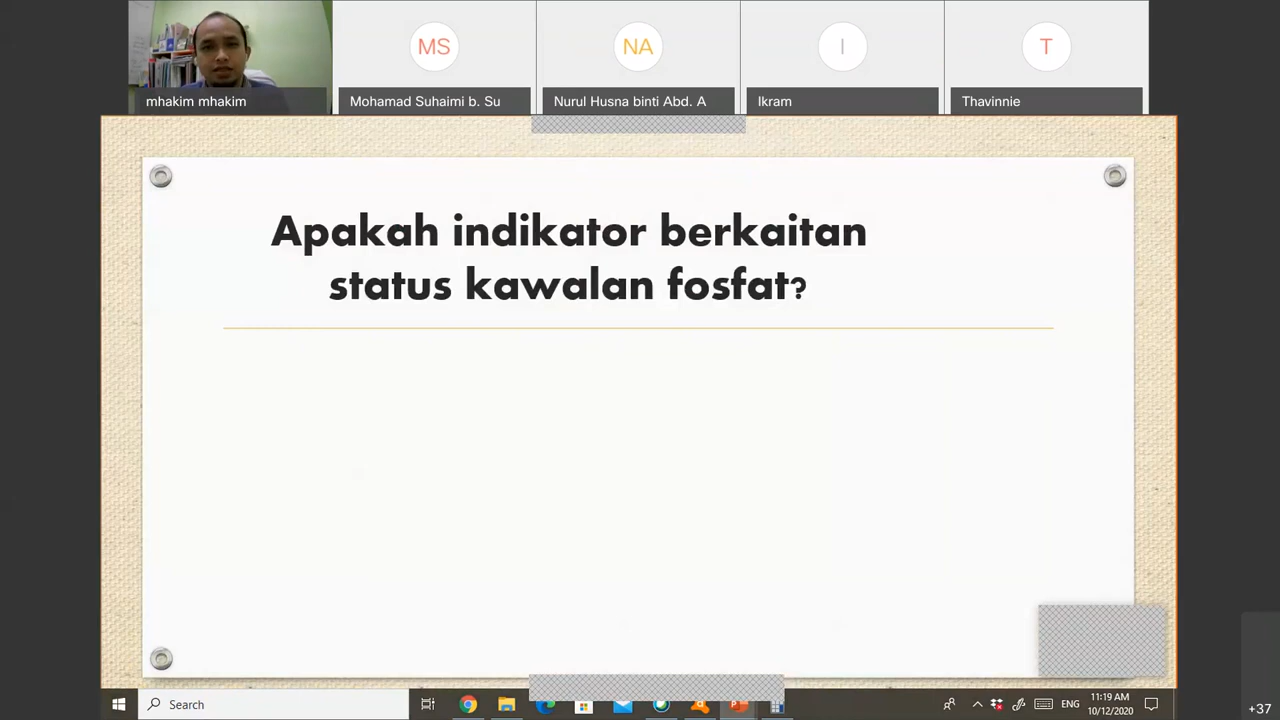 MS
NA
I
T
mhakim mhakim
Mohamad Suhaimi b. Su
Nurul Husna binti Abd. A
Ikram
Thavinnie
Apakah indikator berkaitan
status kawalan fosfat?
Search
ENG
11:19 AM
10/12/2020
+37